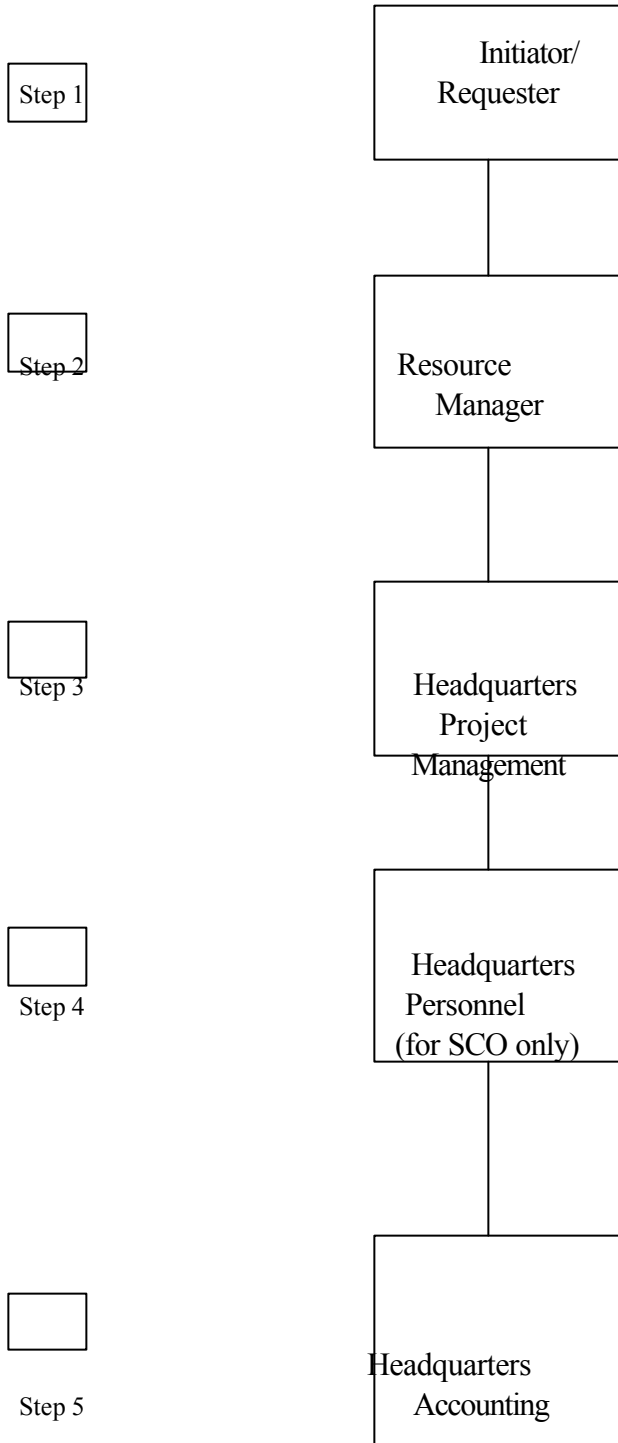 Step 1
Initiator/
Requester
Step 2
Resource
Manager
Step 3
Headquarters
Project
Management
Step 4
Headquarters
Personnel
(for SCO only)
Step 5
Headquarters
Accounting